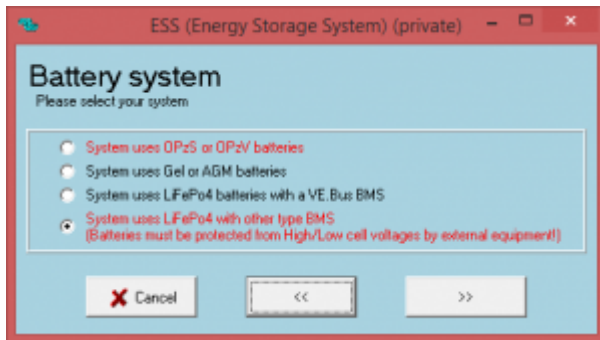 ESS (Energy Storage System) (private)
Battery system
Please select your system
System uses OPzS or OPzV batteries
System uses Gel or AGM batteries
System uses LiFePo4 batteries with a VE.Bus BMS
System uses LiFePo4 with other type BMS
(Batteries must be protected from High/Low cell voltages by external equipment!)
Cancel << >>